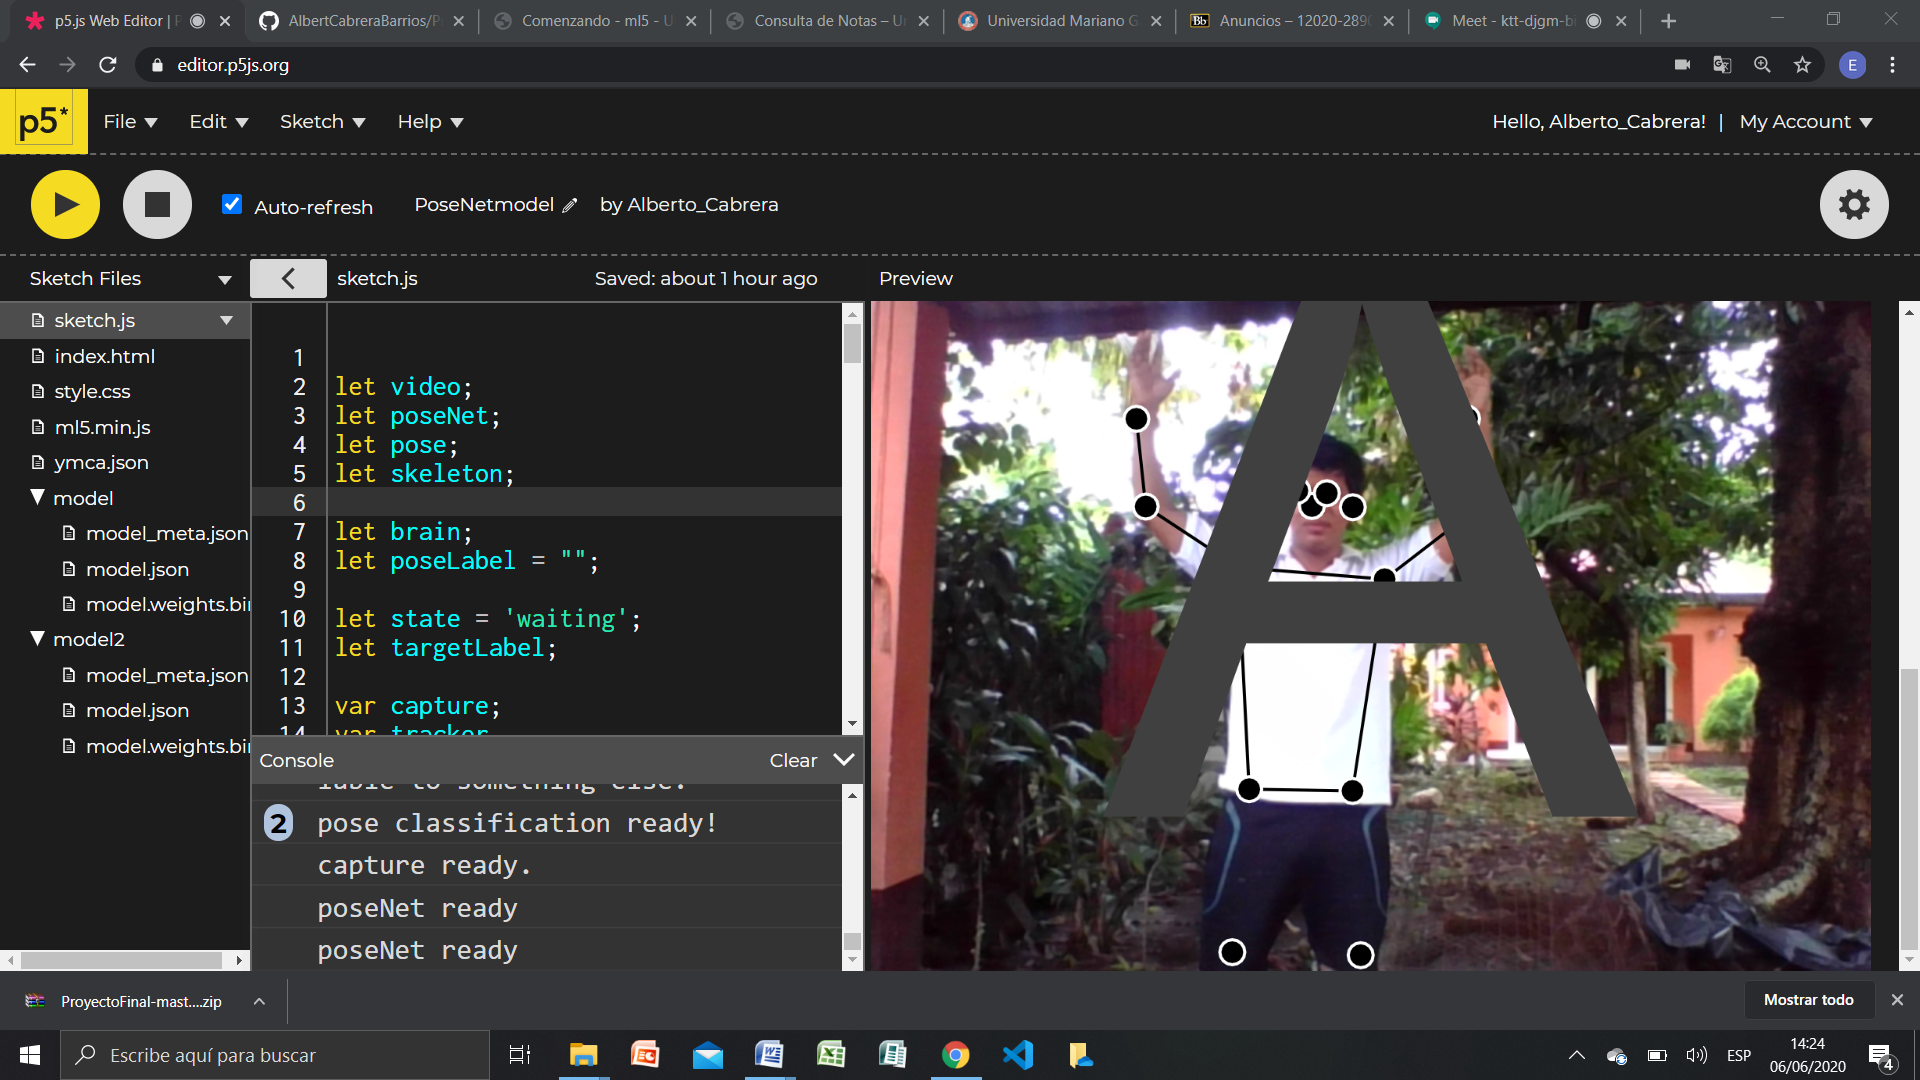 p5.js Web Editor | P
AlbertCabreraBarrios/P
Comenzando - ml5 - U
Consulta de Notas – Un
Universidad Mariano G
Bb Anuncios – 12020-2890
Meet - ktt-djgm-bi
editor.p5js.org
E
p5*
File
Edit
Sketch
Help
Hello, Alberto_Cabrera! | My Account
Auto-refresh
PoseNetmodel
by Alberto_Cabrera
Sketch Files
sketch.js
Saved: about 1 hour ago
Preview
sketch.js
index.html
style.css
ml5.min.js
ymca.json
model
model_meta.json
model.json
model.weights.bin
model2
model_meta.json
model.json
model.weights.bin
1
2 let video;
3 let poseNet;
4 let pose;
5 let skeleton;
6
7 let brain;
8 let poseLabel = "";
9
10 let state = 'waiting';
11 let targetLabel;
12
13 var capture;
14 var tracker
A
Console
Clear
iable to something else.
2 pose classification ready!
capture ready.
poseNet ready
poseNet ready
ProyectoFinal-mast....zip
Mostrar todo
Escribe aquí para buscar
ESP
14:24
06/06/2020
4